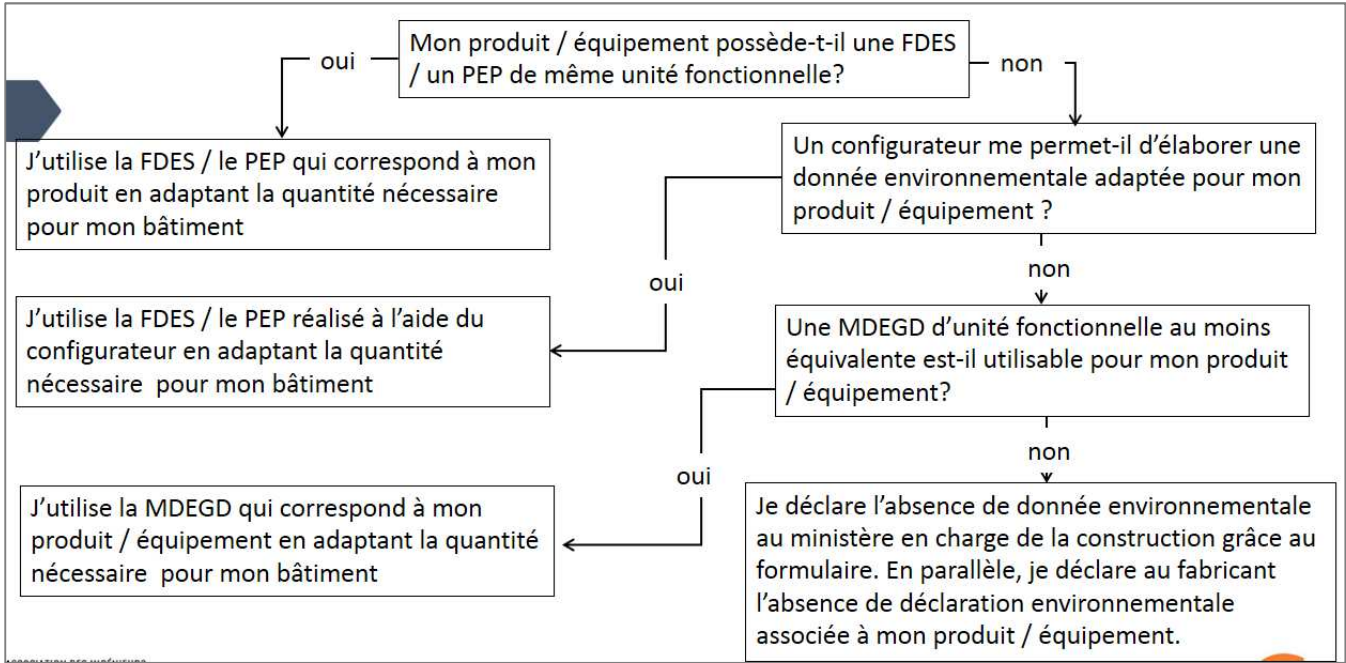 Mon produit / équipement possède-t-il une FDES
/ un PEP de même unité fonctionnelle?
oui
non
J'utilise la FDES / le PEP qui correspond à mon
produit en adaptant la quantité nécessaire
pour mon bâtiment
Un configurateur me permet-il d'élaborer une
donnée environnementale adaptée pour mon
produit / équipement ?
oui
non
J'utilise la FDES / le PEP réalisé à l'aide du
configurateur en adaptant la quantité
nécessaire pour mon bâtiment
Une MDEGD d'unité fonctionnelle au moins
équivalente est-il utilisable pour mon produit
/ équipement?
oui
non
J'utilise la MDEGD qui correspond à mon
produit / équipement en adaptant la quantité
nécessaire pour mon bâtiment
Je déclare l'absence de donnée environnementale
au ministère en charge de la construction grâce au
formulaire. En parallèle, je déclare au fabricant
l'absence de déclaration environnementale
associée à mon produit / équipement.